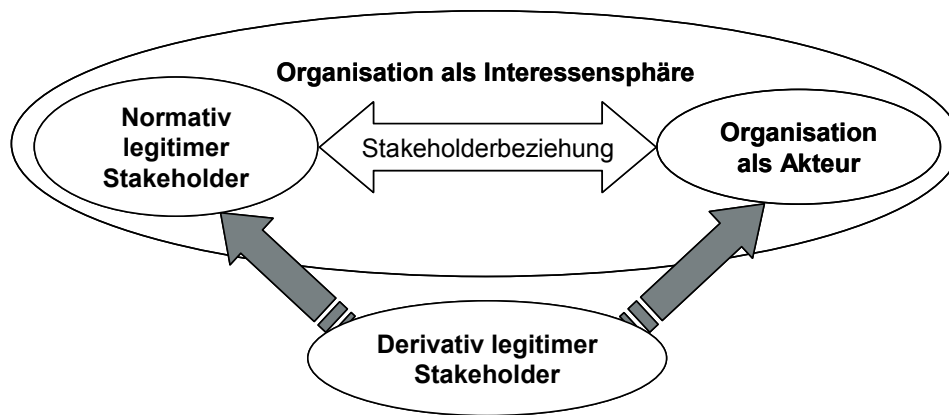 Organisation als Interessensphäre
Normativ
legitimer
Stakeholder
Stakeholderbeziehung
Organisation
als Akteur
Derivativ legitimer
Stakeholder